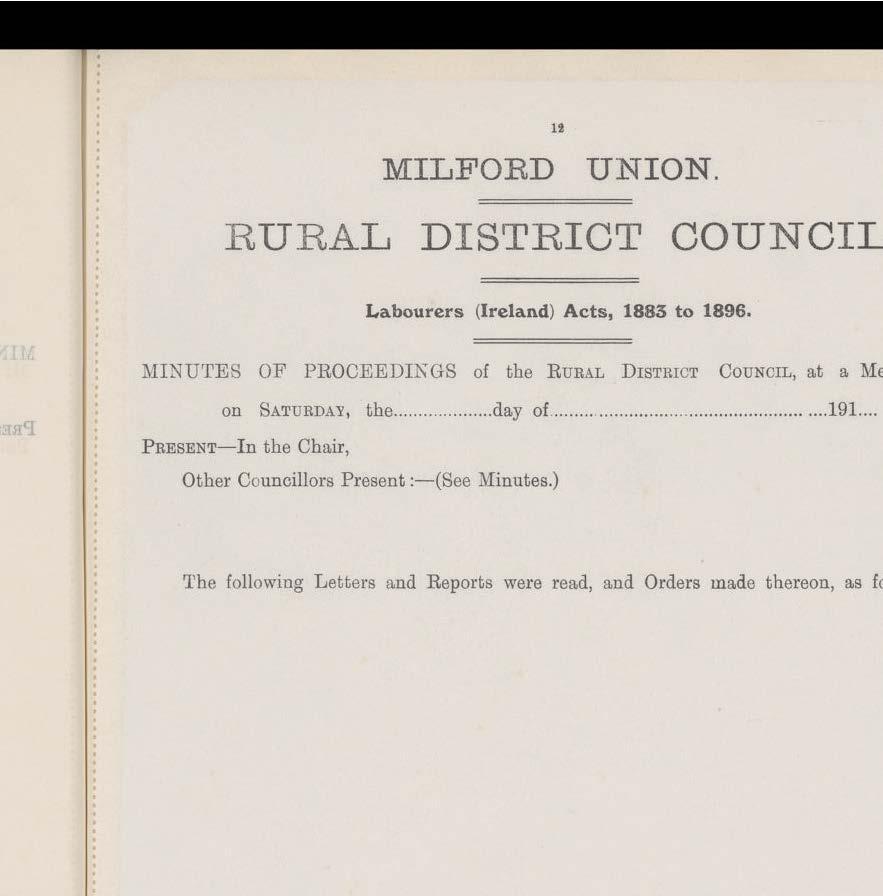 12
MILFORD UNION.
RURAL DISTRICT COUNCIL
Labourers (Ireland) Acts, 1883 to 1896.
MINUTES OF PROCEEDINGS of the RURAL DISTRICT COUNCIL, at a Me
on SATURDAY, the...................day of.................................................. ....191....
PRESENT—In the Chair,
Other Councillors Present :—(See Minutes.)
The following Letters and Reports were read, and Orders made thereon, as fo